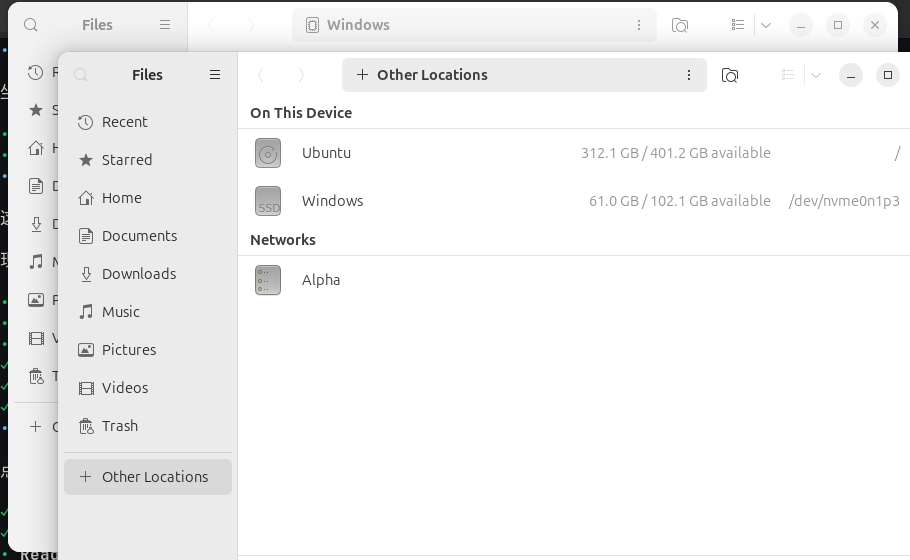 Files
Windows
Files
Other Locations
Recent
Starred
Home
Documents
Downloads
Music
Pictures
Videos
Trash
Other Locations
On This Device
Ubuntu 312.1 GB / 401.2 GB available /
Windows 61.0 GB / 102.1 GB available /dev/nvme0n1p3
SSD
Networks
Alpha